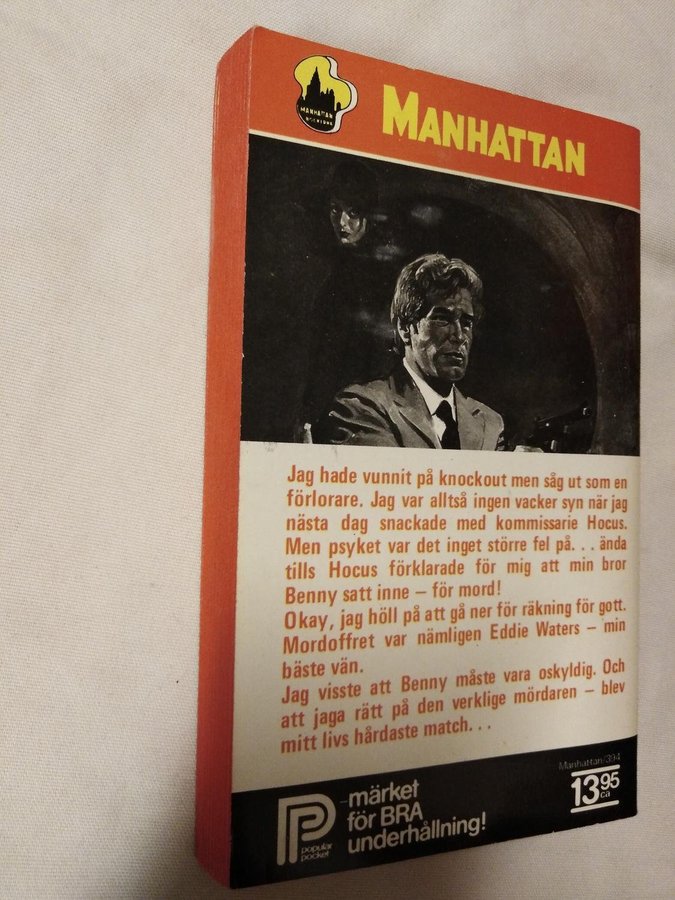 MANHATTAN
MANHATTAN
Jag hade vunnit på knockout men såg ut som en
förlorare. Jag var alltså ingen vacker syn när jag
nästa dag snackade med kommissarie Hocus.
Men psyket var det inget större fel på. . . ända
tills Hocus förklarade för mig att min bror
Benny satt inne – för mord!
Okay, jag höll på att gå ner för räkning för gott.
Mordoffret var nämligen Eddie Waters – min
bäste vän.
Jag visste att Benny måste vara oskyldig. Och
att jaga rätt på den verklige mördaren – blev
mitt livs hårdaste match. . .
Manhattan/394
13 95
ca
P
popular
pocket
-märket
för BRA
underhållning!